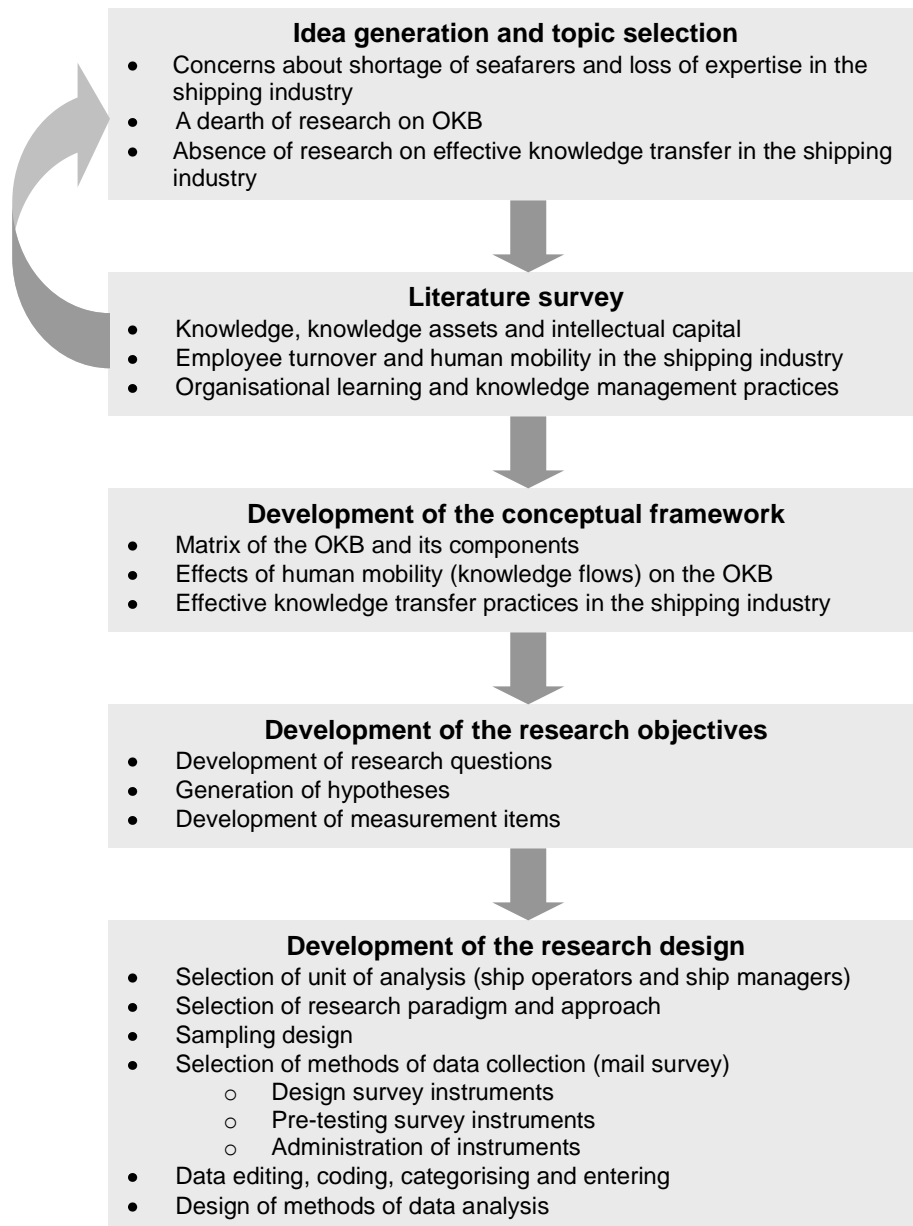 Idea generation and topic selection
• Concerns about shortage of seafarers and loss of expertise in the
shipping industry
• A dearth of research on OKB
• Absence of research on effective knowledge transfer in the shipping
industry
Literature survey
• Knowledge, knowledge assets and intellectual capital
• Employee turnover and human mobility in the shipping industry
• Organisational learning and knowledge management practices
Development of the conceptual framework
• Matrix of the OKB and its components
• Effects of human mobility (knowledge flows) on the OKB
• Effective knowledge transfer practices in the shipping industry
Development of the research objectives
• Development of research questions
• Generation of hypotheses
• Development of measurement items
Development of the research design
• Selection of unit of analysis (ship operators and ship managers)
• Selection of research paradigm and approach
• Sampling design
• Selection of methods of data collection (mail survey)
o Design survey instruments
o Pre-testing survey instruments
o Administration of instruments
• Data editing, coding, categorising and entering
• Design of methods of data analysis